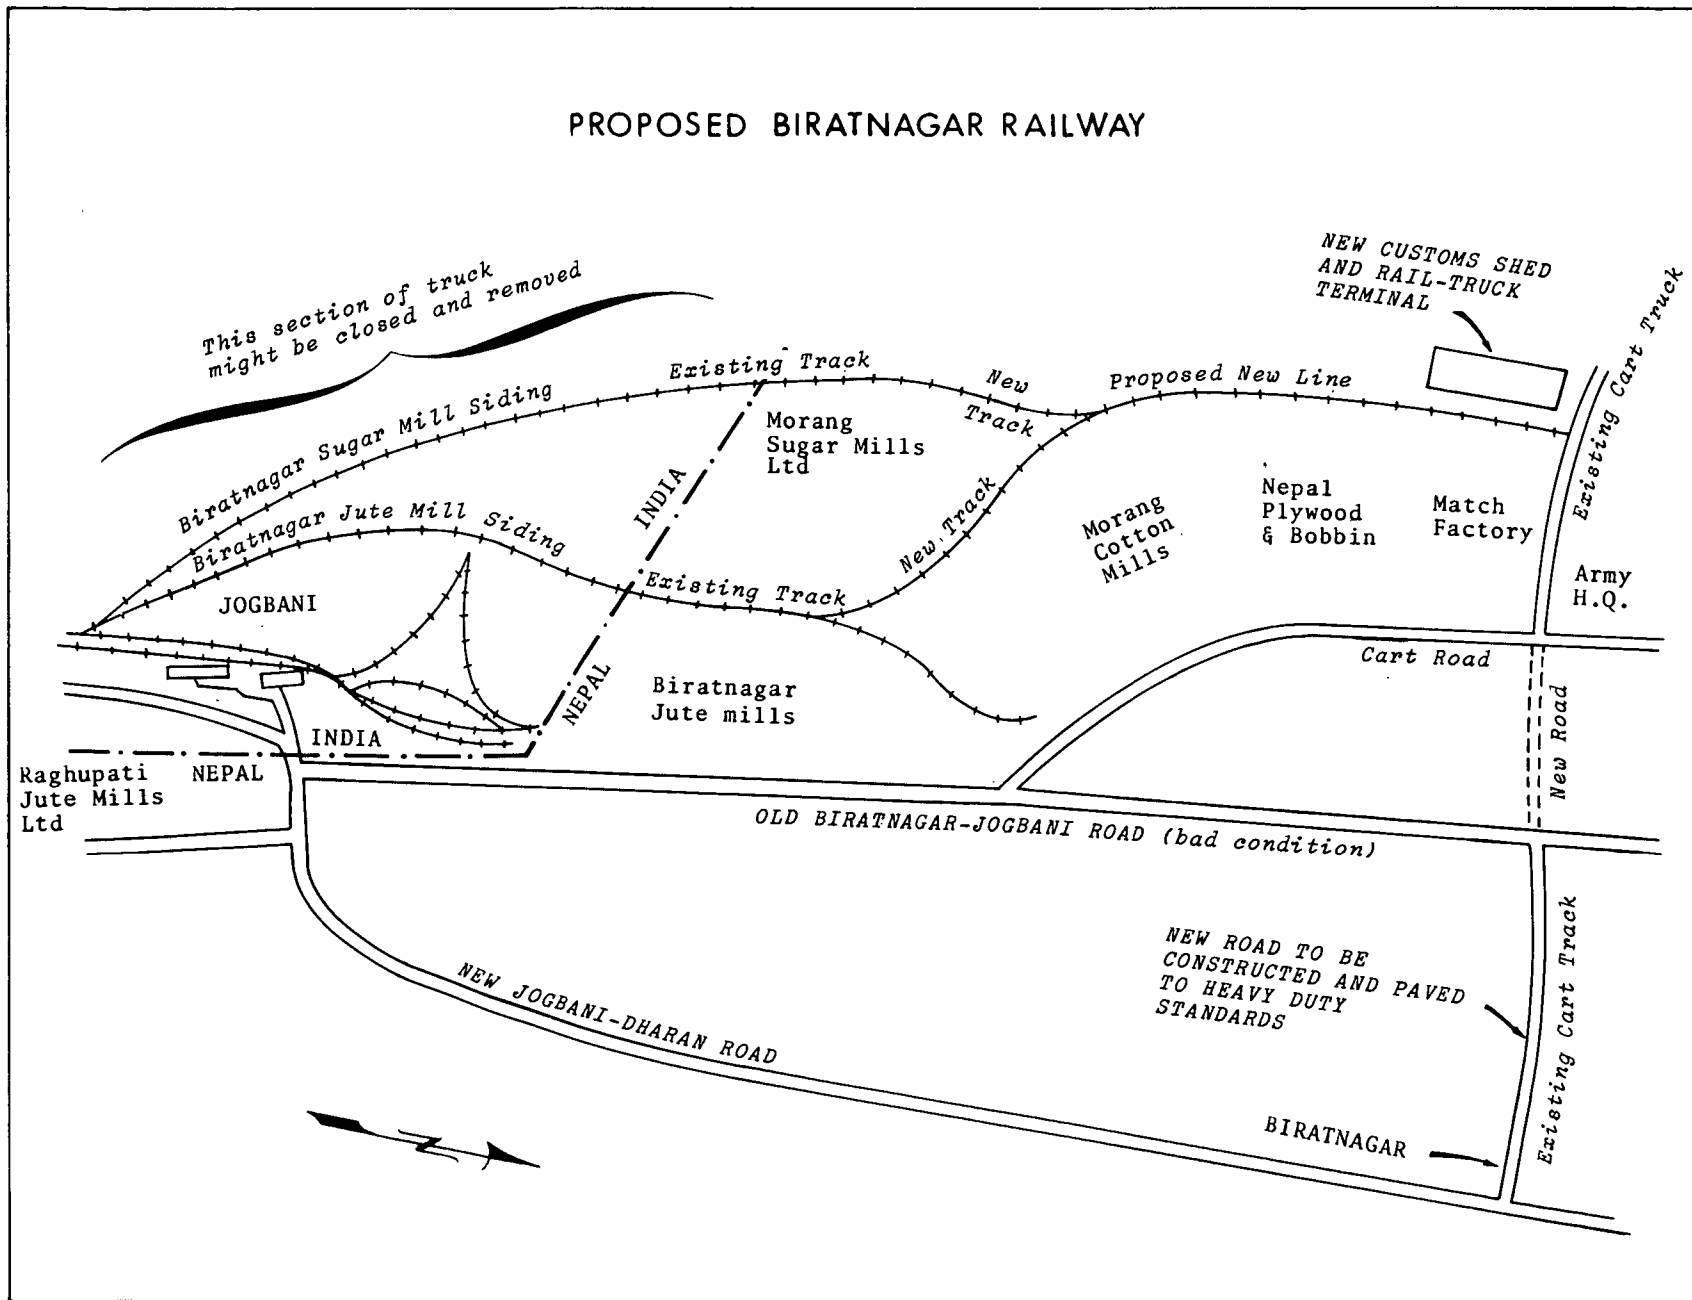 PROPOSED BIRATNAGAR RAILWAY
NEW CUSTOMS SHED
AND RAIL-TRUCK
TERMINAL
This section of truck
might be closed and removed
Existing Cart Truck
Biratnagar Sugar Mill Siding
Existing Track
New
Track
Proposed New Line
Morang
Sugar Mills
Ltd
INDIA
Biratnagar Jute Mill Siding
New Track
Morang
Cotton
Mills
Nepal
Plywood
& Bobbin
Match
Factory
Army
H.Q.
JOGBANI
Existing Track
Cart Road
NEPAL
Biratnagar
Jute mills
New Road
INDIA
NEPAL
Raghupati
Jute Mills
Ltd
OLD BIRATNAGAR-JOGBANI ROAD (bad condition)
NEW ROAD TO BE
CONSTRUCTED AND PAVED
TO HEAVY DUTY
STANDARDS
Existing Cart Track
NEW JOGBANI-DHARAN ROAD
BIRATNAGAR
N